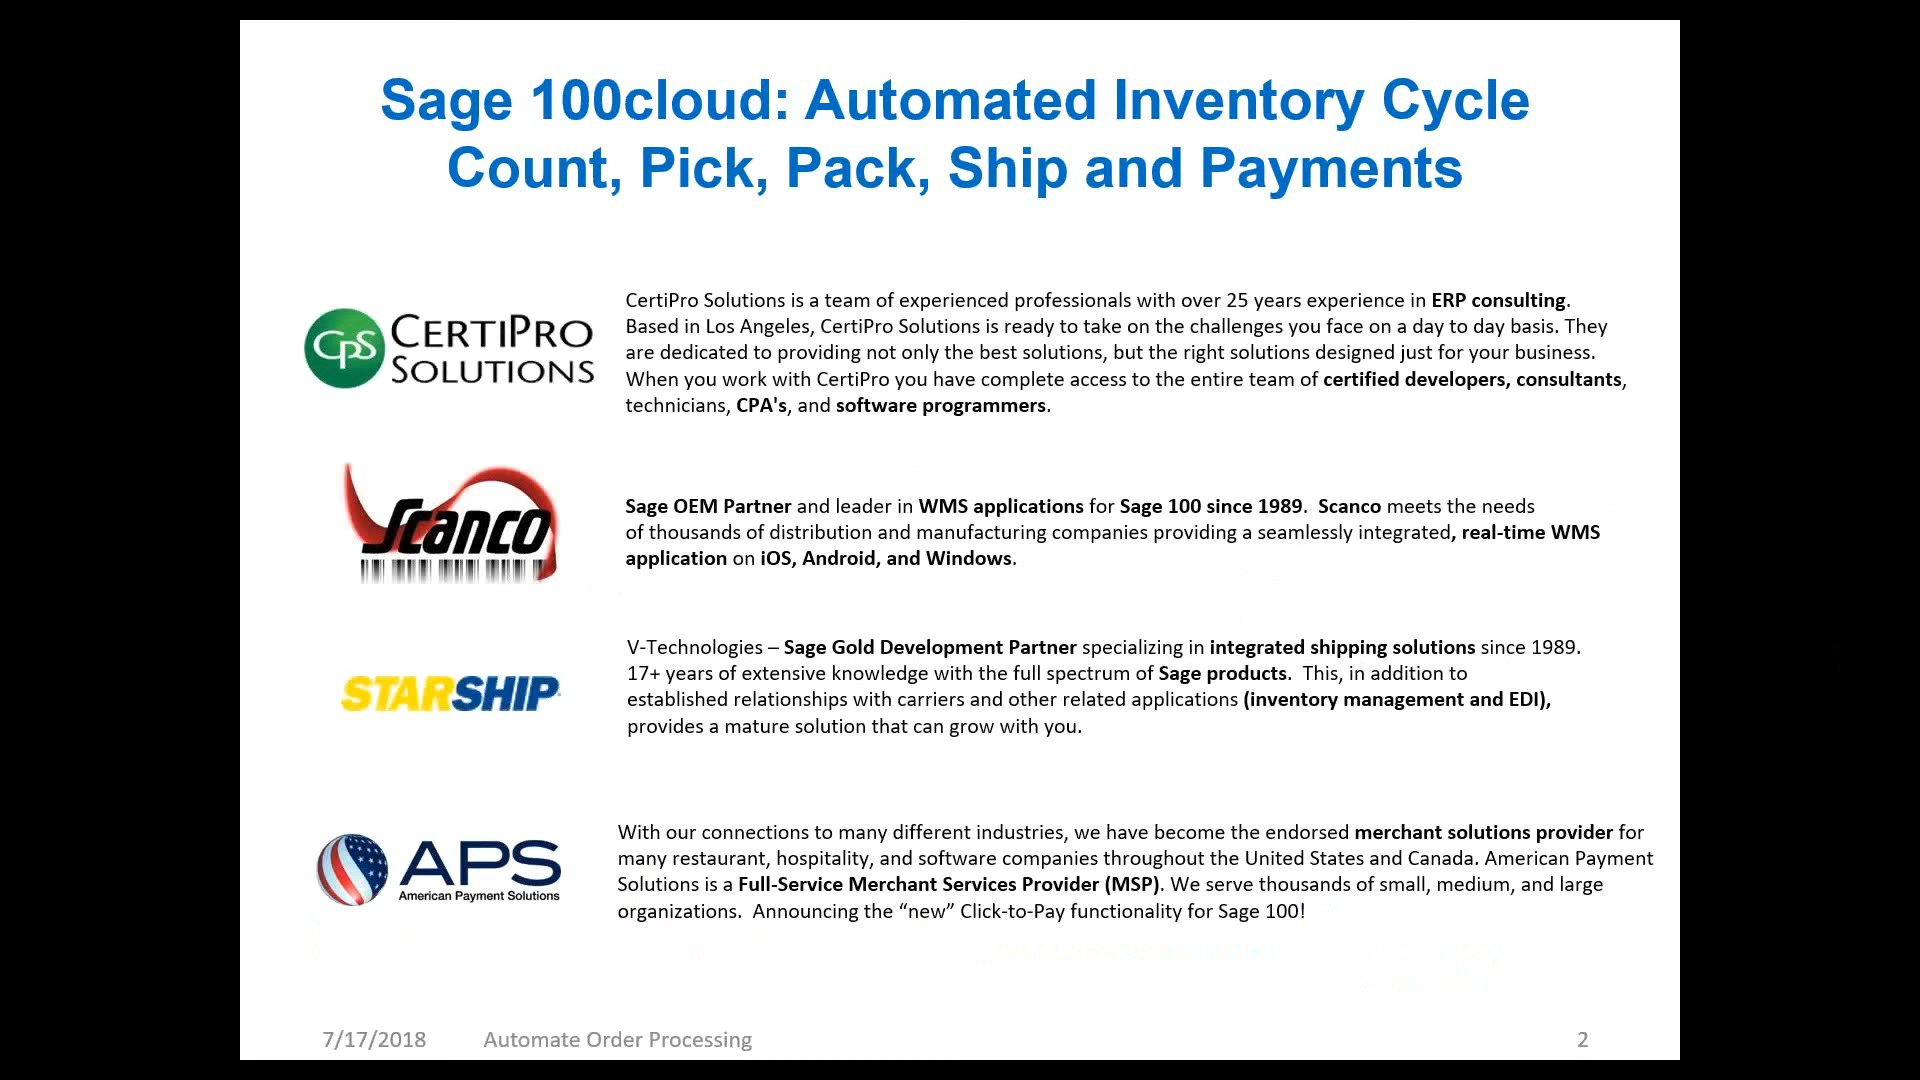 Sage 100cloud: Automated Inventory Cycle
Count, Pick, Pack, Ship and Payments
CPS CERTIPRO
SOLUTIONS
CertiPro Solutions is a team of experienced professionals with over 25 years experience in ERP consulting.
Based in Los Angeles, CertiPro Solutions is ready to take on the challenges you face on a day to day basis. They
are dedicated to providing not only the best solutions, but the right solutions designed just for your business.
When you work with CertiPro you have complete access to the entire team of certified developers, consultants,
technicians, CPA's, and software programmers.
Scanco
Sage OEM Partner and leader in WMS applications for Sage 100 since 1989. Scanco meets the needs
of thousands of distribution and manufacturing companies providing a seamlessly integrated, real-time WMS
application on iOS, Android, and Windows.
STARSHIP
V-Technologies – Sage Gold Development Partner specializing in integrated shipping solutions since 1989.
17+ years of extensive knowledge with the full spectrum of Sage products. This, in addition to
established relationships with carriers and other related applications (inventory management and EDI),
provides a mature solution that can grow with you.
APS
American Payment Solutions
With our connections to many different industries, we have become the endorsed merchant solutions provider for
many restaurant, hospitality, and software companies throughout the United States and Canada. American Payment
Solutions is a Full-Service Merchant Services Provider (MSP). We serve thousands of small, medium, and large
organizations. Announcing the “new” Click-to-Pay functionality for Sage 100!
7/17/2018 Automate Order Processing 2